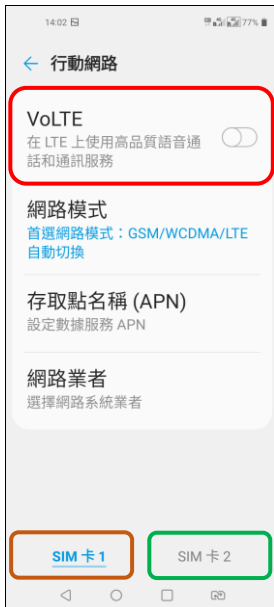 14:02 77%
← 行動網路
VoLTE
在 LTE 上使用高品質語音通
話和通訊服務
網路模式
首選網路模式：GSM/WCDMA/LTE
自動切換
存取點名稱 (APN)
設定數據服務 APN
網路業者
選擇網路系統業者
SIM 卡 1 SIM 卡 2